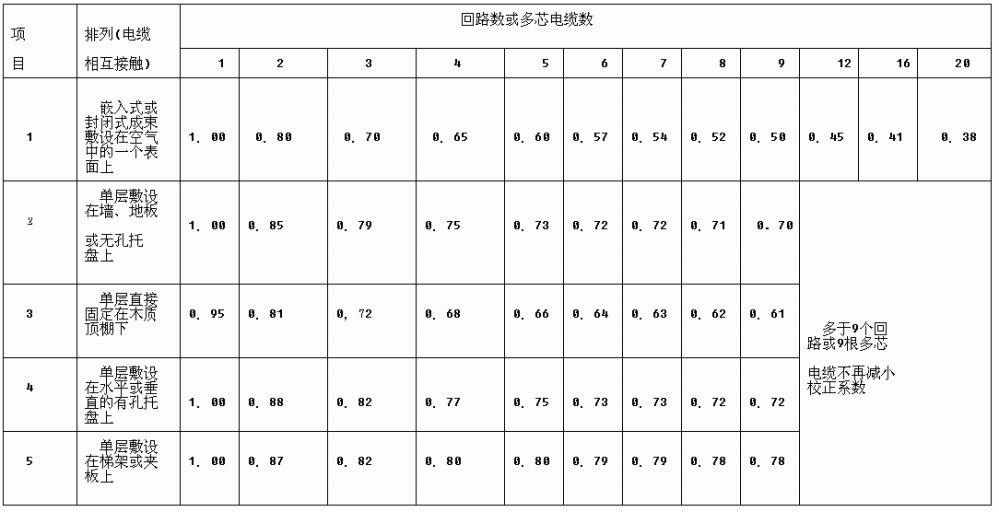 项目 排列(电缆相互接触) 回路数或多芯电缆数
1 2 3 4 5 6 7 8 9 12 16 20
嵌入式或
封闭式成束
1 敷设在空气 1. 00 0. 80 0. 70 0. 65 0. 60 0. 57 0. 54 0. 52 0. 50 0. 45 0. 41 0. 38
中的一个表
面上
单层敷设
在墙、地板
1. 00 0. 85 0. 79 0. 75 0. 73 0. 72 0. 72 0. 71 0. 70
或无孔托
盘上
单层直接
3 固定在木质 0. 95 0. 81 0, 72 0. 68 0. 66 0. 64 0. 63 0. 62 0. 61
顶棚下
多于9个回
路或9根多芯
电缆不再减小
校正系数
单层敷设
4 在水平或垂
直的有孔托 1. 00 0. 88 0. 82 0. 77 0. 75 0. 73 0. 73 0. 72 0. 72
盘上
单层敷设
5 在梯架或夹 1. 00 0. 87 0. 82 0. 80 0. 80 0. 79 0. 79 0. 78 0. 78
板上